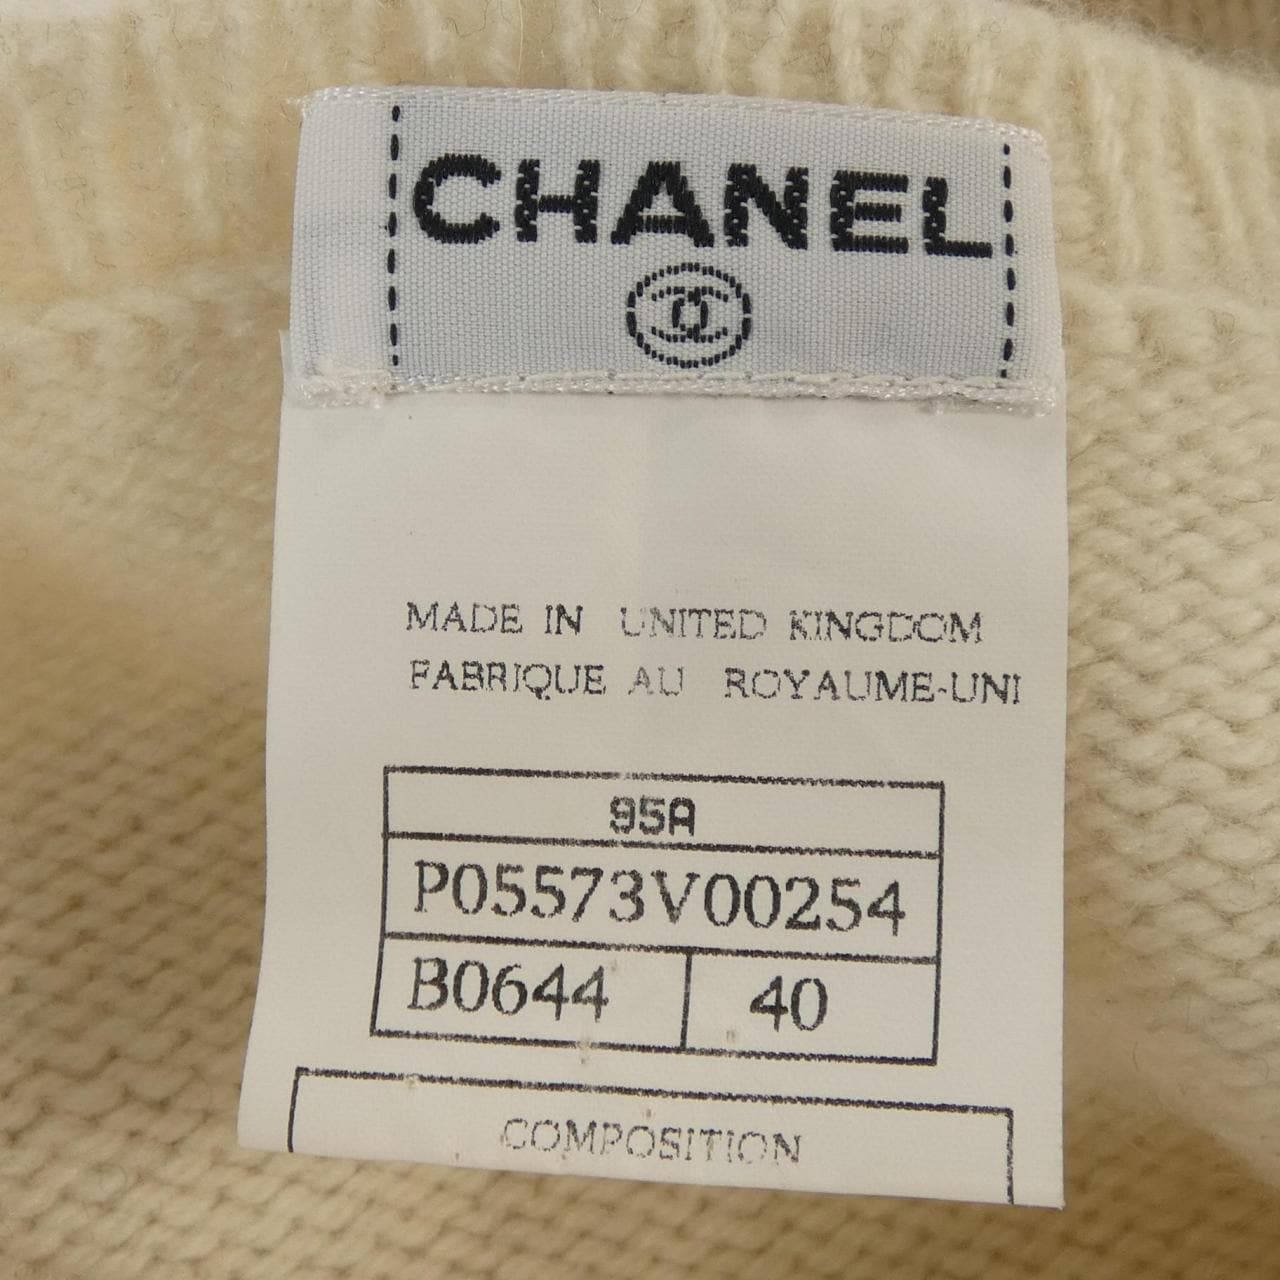 CHANEL
MADE IN UNITED KINGDOM
FABRIQUE AU ROYAUME-UNI
95A
P05573V00254
B0644 40
COMPOSITION